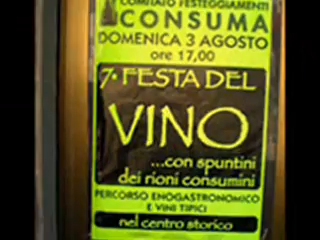 COMITATO FESTEGGIAMENTI
CONSUMA
DOMENICA 3 AGOSTO
ore 17,00
7· FESTA DEL
VINO
...con spuntini
dei rioni consumini
PERCORSO ENOGASTRONOMICO
E VINI TIPICI
nel centro storico